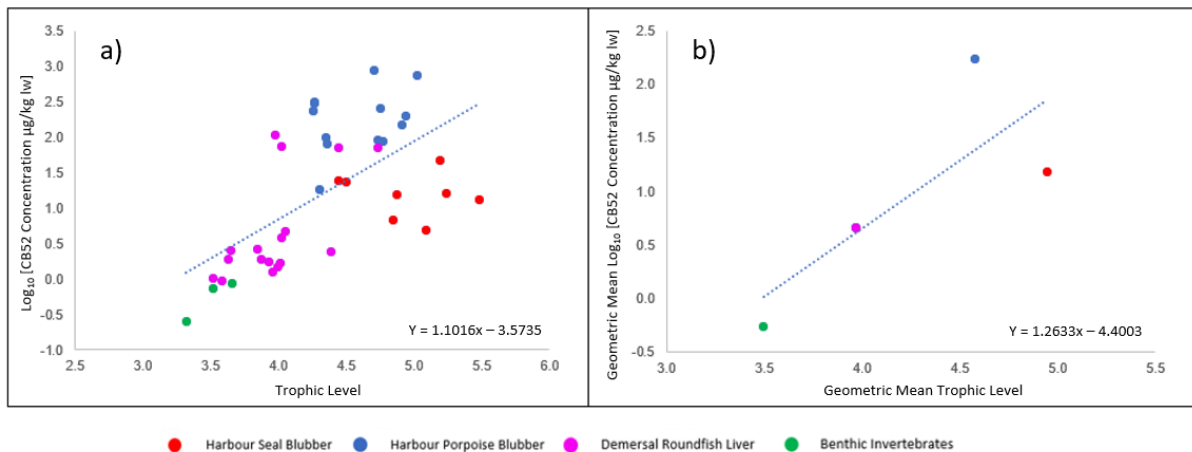 a)
Log₁₀ [CB52 Concentration µg/kg lw]
3.5
3.0
2.5
2.0
1.5
1.0
0.5
0.0
-0.5
-1.0
2.5 3.0 3.5 4.0 4.5 5.0 5.5 6.0
Trophic Level
Y = 1.1016x – 3.5735
b)
Geometric Mean Log₁₀ [CB52 Concentration µg/kg lw]
2.5
2.0
1.5
1.0
0.5
0.0
-0.5
3.0 3.5 4.0 4.5 5.0 5.5
Geometric Mean Trophic Level
Y = 1.2633x – 4.4003
Harbour Seal Blubber Harbour Porpoise Blubber Demersal Roundfish Liver Benthic Invertebrates